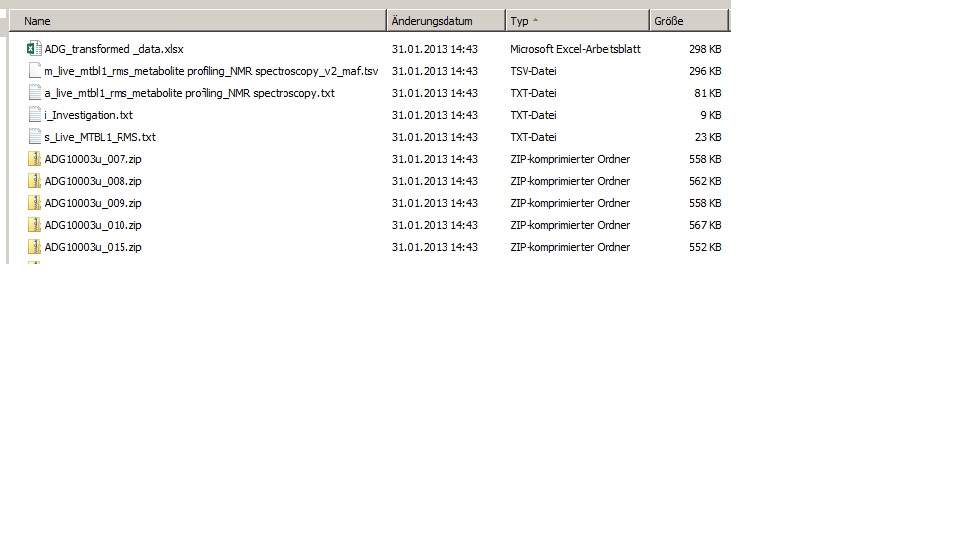 Name Änderungsdatum Typ Größe
ADG_transformed _data.xlsx 31.01.2013 14:43 Microsoft Excel-Arbeitsblatt 298 KB
m_live_mtbl1_rms_metabolite profiling_NMR spectroscopy_v2_maf.tsv 31.01.2013 14:43 TSV-Datei 296 KB
a_live_mtbl1_rms_metabolite profiling_NMR spectroscopy.txt 31.01.2013 14:43 TXT-Datei 81 KB
i_Investigation.txt 31.01.2013 14:43 TXT-Datei 9 KB
s_Live_MTBL1_RMS.txt 31.01.2013 14:43 TXT-Datei 23 KB
ADG10003u_007.zip 31.01.2013 14:43 ZIP-komprimierter Ordner 558 KB
ADG10003u_008.zip 31.01.2013 14:43 ZIP-komprimierter Ordner 562 KB
ADG10003u_009.zip 31.01.2013 14:43 ZIP-komprimierter Ordner 558 KB
ADG10003u_010.zip 31.01.2013 14:43 ZIP-komprimierter Ordner 567 KB
ADG10003u_015.zip 31.01.2013 14:43 ZIP-komprimierter Ordner 552 KB